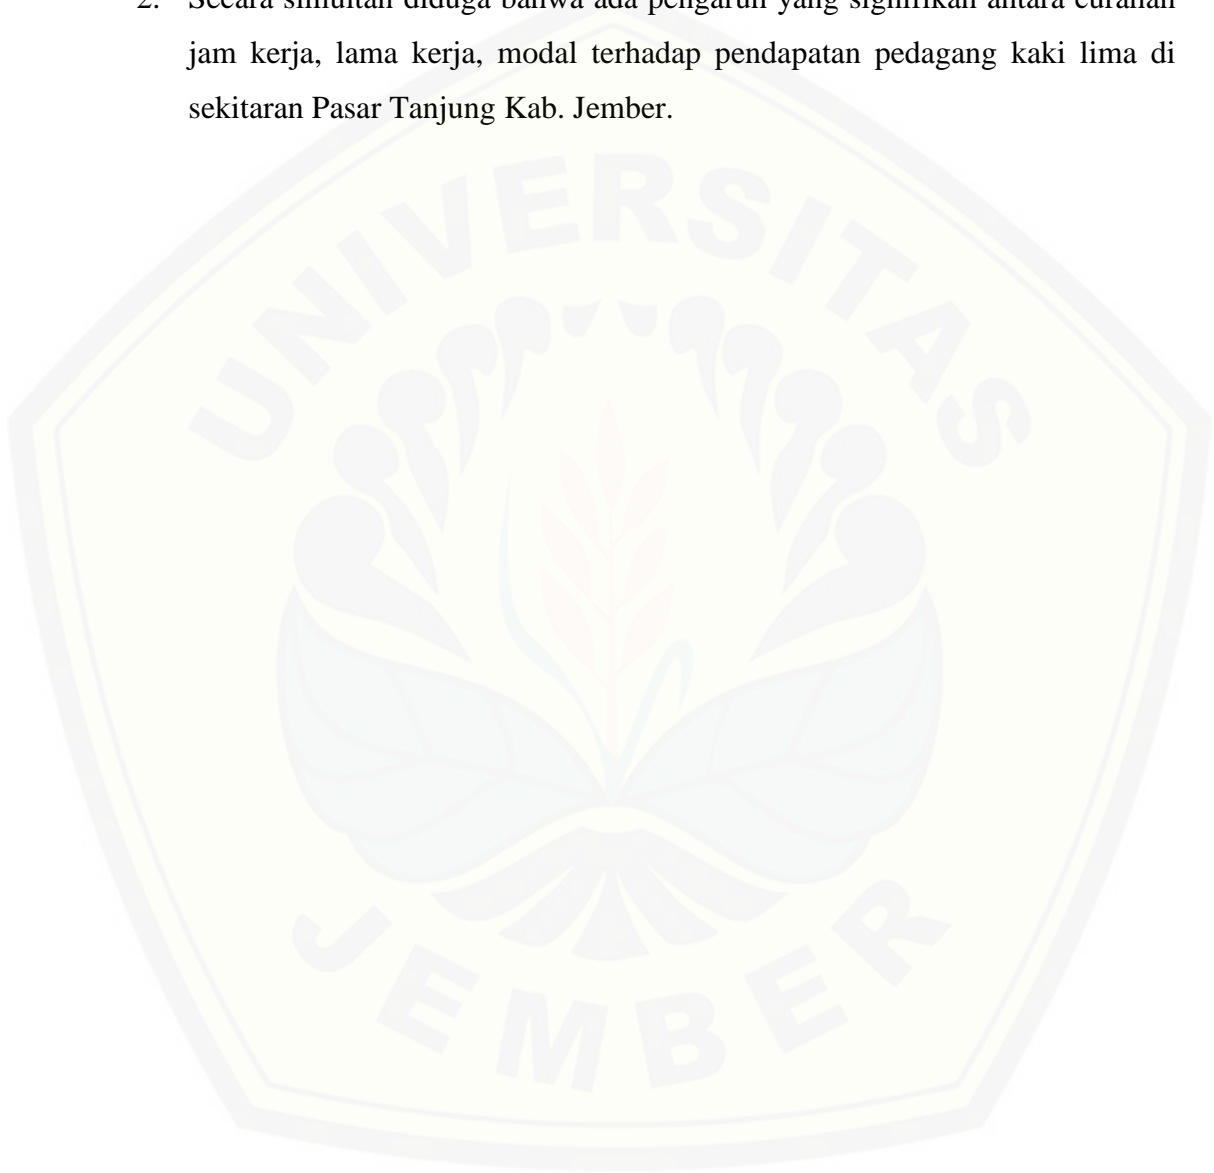 2. Secara simultan diduga bahwa ada pengaruh yang signifikan antara curahan
jam kerja, lama kerja, modal terhadap pendapatan pedagang kaki lima di
sekitaran Pasar Tanjung Kab. Jember.
UNIVERSITAS
JEMBER